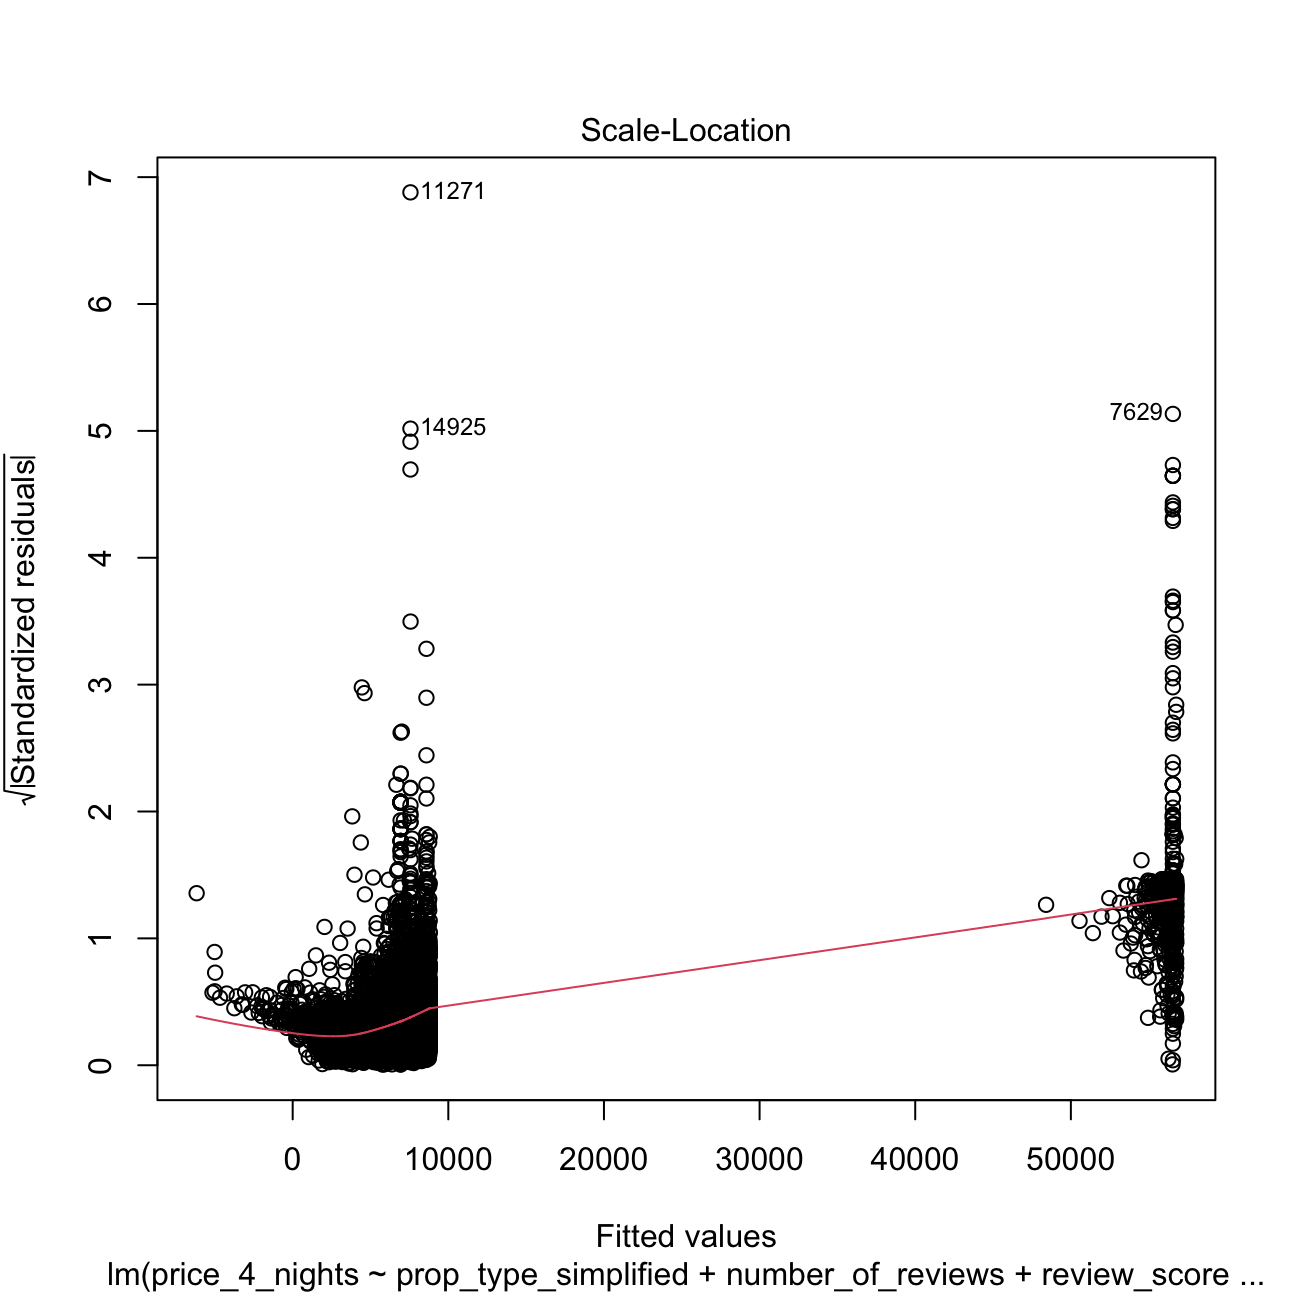 Scale-Location
7
6
5
4
3
2
1
0
√|Standardized residuals|
11271
14925
7629
0 10000 20000 30000 40000 50000
Fitted values
lm(price_4_nights ~ prop_type_simplified + number_of_reviews + review_score ...